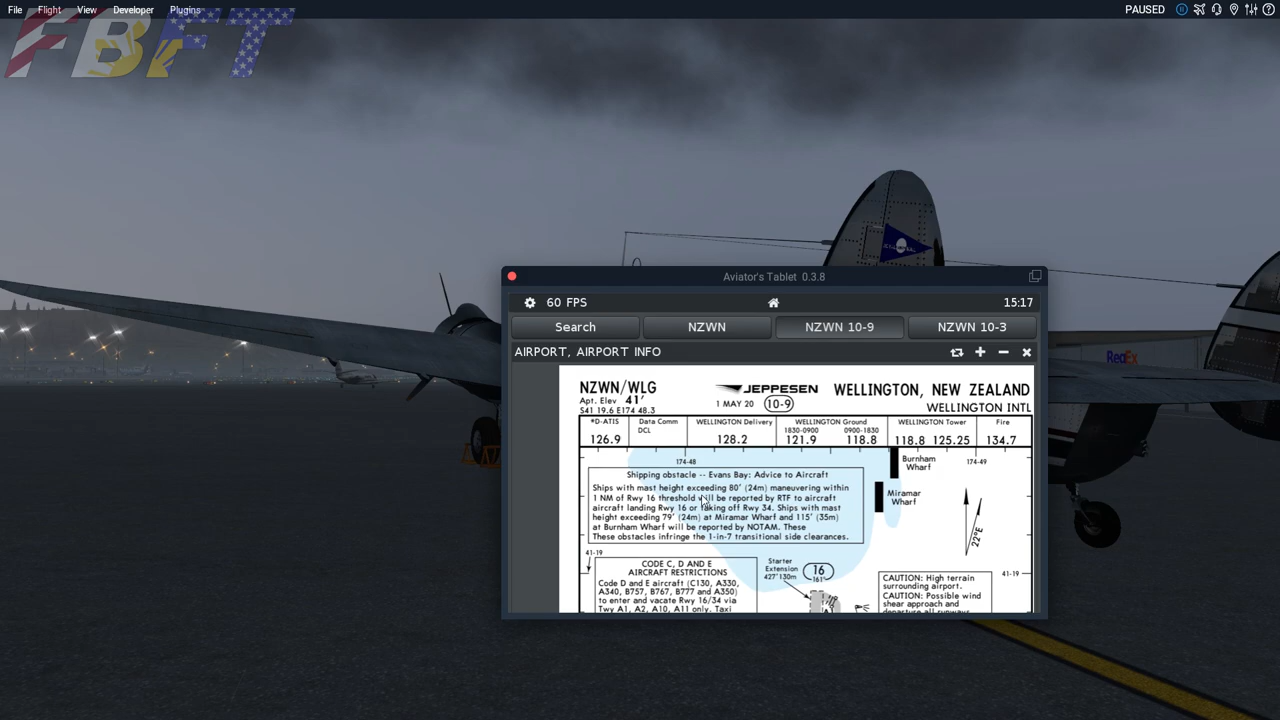 File Flight View Developer Plugins
PAUSED
FBFT
Aviator's Tablet 0.3.8
60 FPS
15:17
Search NZWN NZWN 10-9 NZWN 10-3
AIRPORT, AIRPORT INFO
NZWN/WLG
Apt. Elev 41'
S41 19.6 E174 48.3
JEPPESEN
1 MAY 20 10-9
WELLINGTON, NEW ZEALAND
WELLINGTON INTL
*D-ATIS
126.9
Data Comm
DCL
WELLINGTON Delivery
128.2
WELLINGTON Ground
1830-0900 0900-1830
121.9 118.8
WELLINGTON Tower
118.8 125.25
Fire
134.7
174-48
174-49
Shipping obstacle -- Evans Bay: Advice to Aircraft
Ships with mast height exceeding 80' (24m) maneuvering within
1 NM of Rwy 16 threshold will be reported by RTF to aircraft
aircraft landing Rwy 16 or taking off Rwy 34. Ships with mast
height exceeding 79' (24m) at Miramar Wharf and 115' (35m)
at Burnham Wharf will be reported by NOTAM. These
These obstacles infringe the 1-in-7 transitional side clearances.
Burnham
Wharf
Miramar
Wharf
22°E
41-19
41-19
CODE C, D AND E
AIRCRAFT RESTRICTIONS
Code D and E aircraft (C130, A330,
A340, B757, B767, B777 and A350)
to enter and vacate Rwy 16/34 via
Twy A1, A2, A10, A11 only. Taxi
Starter
Extension
427' 130m
16
161°
CAUTION: High terrain
surrounding airport.
CAUTION: Possible wind
shear approach and
departure all runways
RegEx